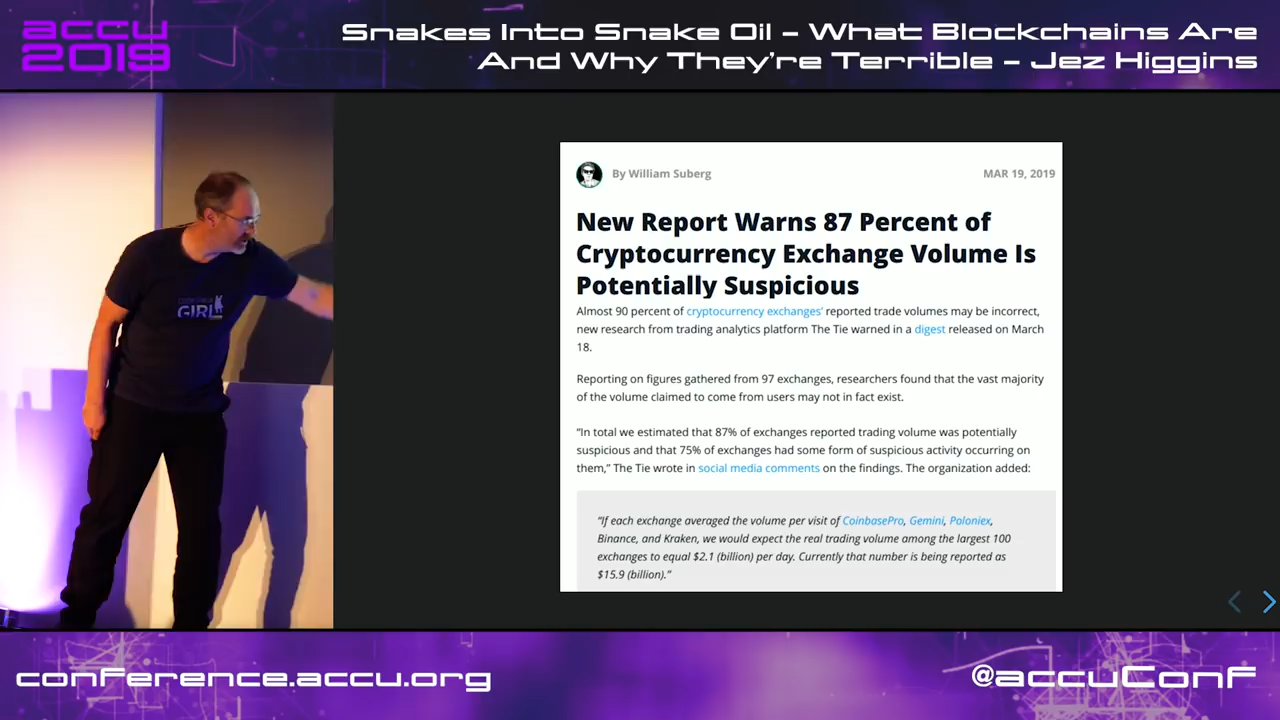 accu
2019
Snakes Into Snake Oil – What Blockchains Are
And Why They're Terrible – Jez Higgins
GIRL
By William Suberg
MAR 19, 2019
New Report Warns 87 Percent of
Cryptocurrency Exchange Volume Is
Potentially Suspicious
Almost 90 percent of cryptocurrency exchanges' reported trade volumes may be incorrect,
new research from trading analytics platform The Tie warned in a digest released on March
18.
Reporting on figures gathered from 97 exchanges, researchers found that the vast majority
of the volume claimed to come from users may not in fact exist.
“In total we estimated that 87% of exchanges reported trading volume was potentially
suspicious and that 75% of exchanges had some form of suspicious activity occurring on
them,” The Tie wrote in social media comments on the findings. The organization added:
“If each exchange averaged the volume per visit of CoinbasePro, Gemini, Poloniex,
Binance, and Kraken, we would expect the real trading volume among the largest 100
exchanges to equal $2.1 (billion) per day. Currently that number is being reported as
$15.9 (billion).”
conference.accu.org
@accuConf